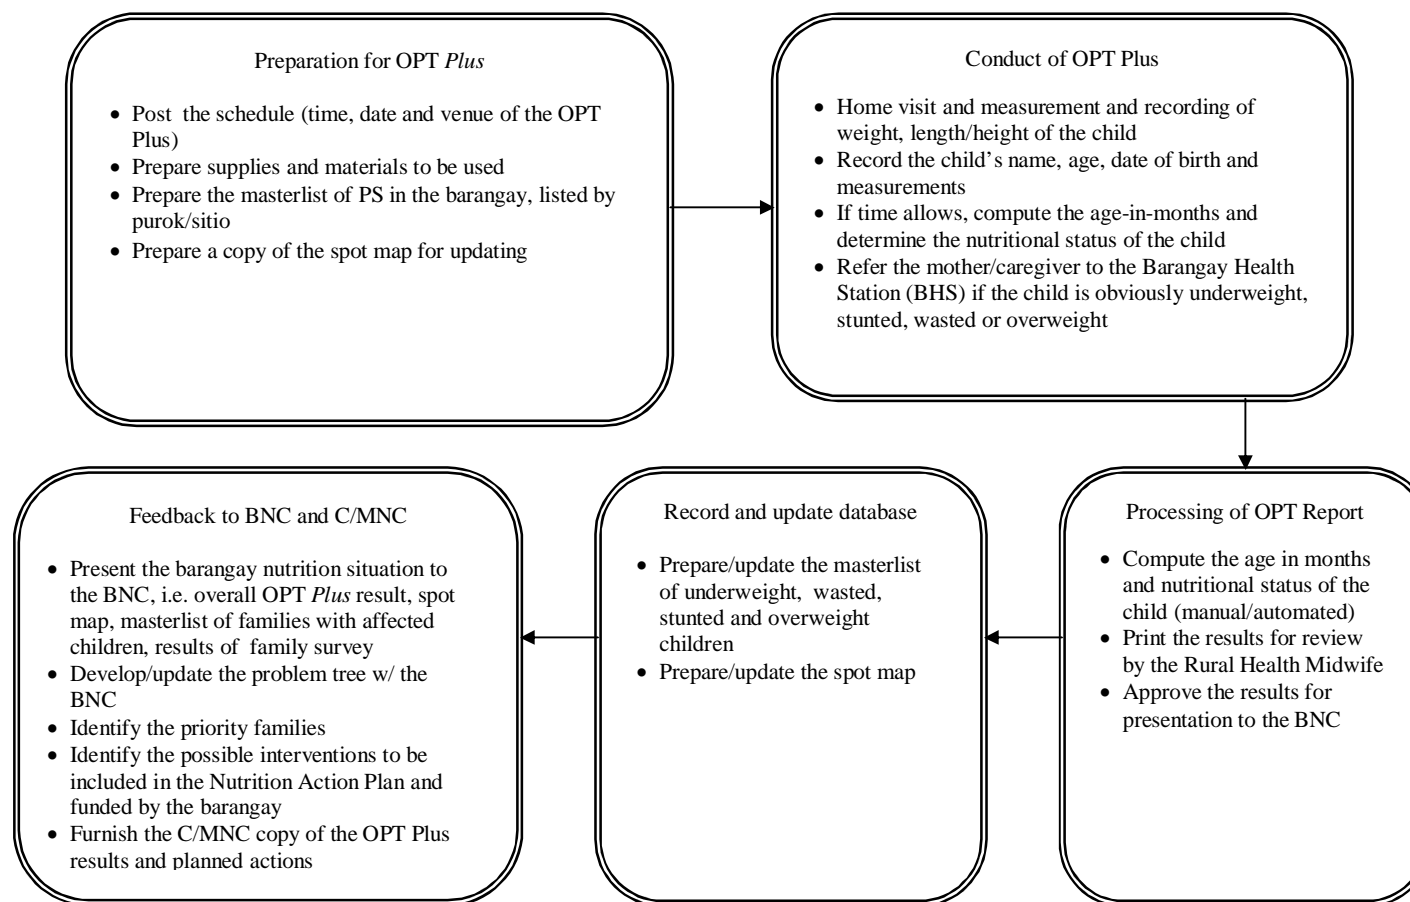 Preparation for OPT Plus
• Post the schedule (time, date and venue of the OPT
Plus)
• Prepare supplies and materials to be used
• Prepare the masterlist of PS in the barangay, listed by
purok/sitio
• Prepare a copy of the spot map for updating
Conduct of OPT Plus
• Home visit and measurement and recording of
weight, length/height of the child
• Record the child's name, age, date of birth and
measurements
• If time allows, compute the age-in-months and
determine the nutritional status of the child
• Refer the mother/caregiver to the Barangay Health
Station (BHS) if the child is obviously underweight,
stunted, wasted or overweight
Processing of OPT Report
• Compute the age in months
and nutritional status of the
child (manual/automated)
• Print the results for review
by the Rural Health Midwife
• Approve the results for
presentation to the BNC
Record and update database
• Prepare/update the masterlist
of underweight, wasted,
stunted and overweight
children
• Prepare/update the spot map
Feedback to BNC and C/MNC
• Present the barangay nutrition situation to
the BNC, i.e. overall OPT Plus result, spot
map, masterlist of families with affected
children, results of family survey
• Develop/update the problem tree w/ the
BNC
• Identify the priority families
• Identify the possible interventions to be
included in the Nutrition Action Plan and
funded by the barangay
• Furnish the C/MNC copy of the OPT Plus
results and planned actions